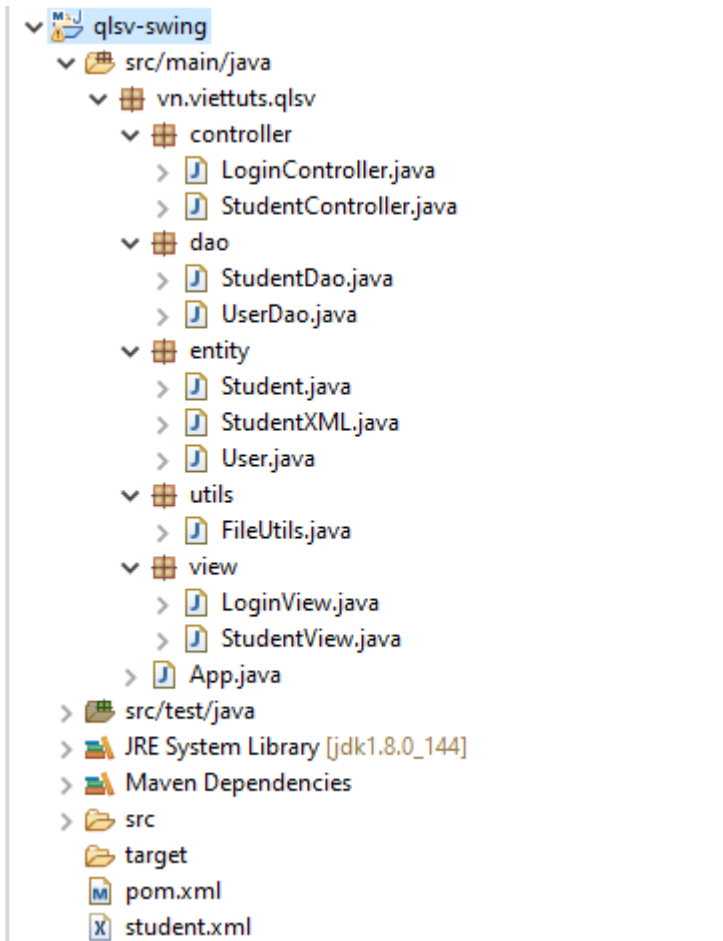 qlsv-swing
src/main/java
vn.viettuts.qlsv
controller
LoginController.java
StudentController.java
dao
StudentDao.java
UserDao.java
entity
Student.java
StudentXML.java
User.java
utils
FileUtils.java
view
LoginView.java
StudentView.java
App.java
src/test/java
JRE System Library [jdk1.8.0_144]
Maven Dependencies
src
target
pom.xml
student.xml